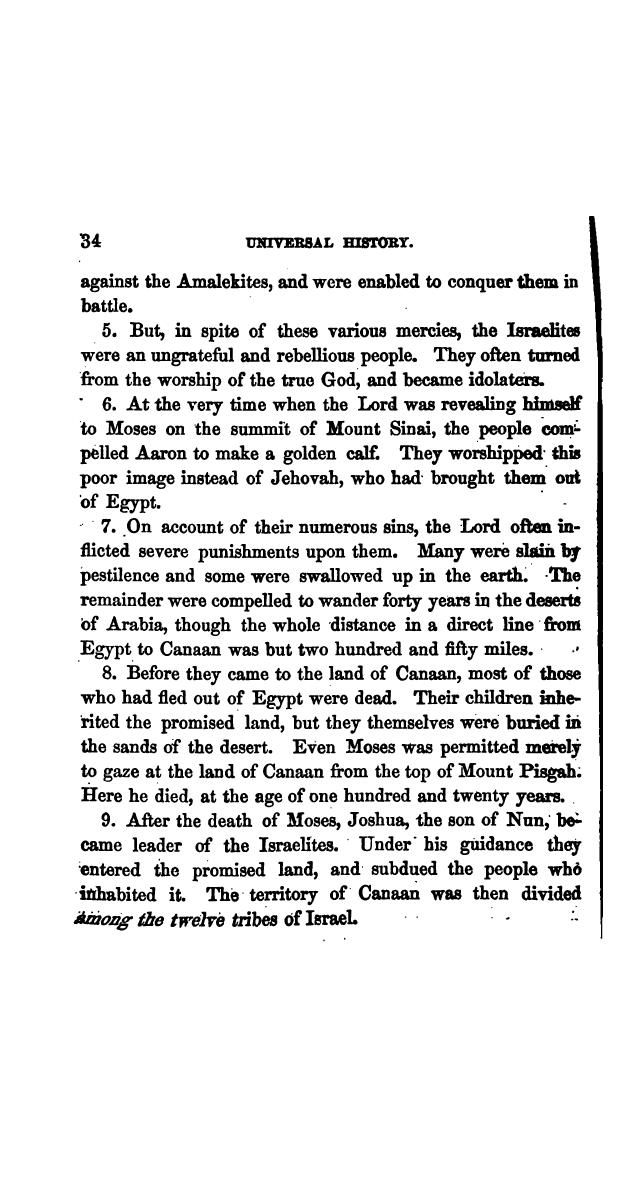 34 UNIVERSAL HISTORY.
against the Amalekites, and were enabled to conquer them in
battle.
5. But, in spite of these various mercies, the Israelites
were an ungrateful and rebellious people. They often turned
from the worship of the true God, and became idolaters.
6. At the very time when the Lord was revealing himself
to Moses on the summit of Mount Sinai, the people com-
pelled Aaron to make a golden calf. They worshipped this
poor image instead of Jehovah, who had brought them out
of Egypt.
7. On account of their numerous sins, the Lord often in-
flicted severe punishments upon them. Many were slain by
pestilence and some were swallowed up in the earth. The
remainder were compelled to wander forty years in the deserts
of Arabia, though the whole distance in a direct line from
Egypt to Canaan was but two hundred and fifty miles.
8. Before they came to the land of Canaan, most of those
who had fled out of Egypt were dead. Their children inhe-
rited the promised land, but they themselves were buried in
the sands of the desert. Even Moses was permitted merely
to gaze at the land of Canaan from the top of Mount Pisgah.
Here he died, at the age of one hundred and twenty years.
9. After the death of Moses, Joshua, the son of Nun, be-
came leader of the Israelites. Under his guidance they
entered the promised land, and subdued the people who
inhabited it. The territory of Canaan was then divided
among the twelve tribes of Israel.